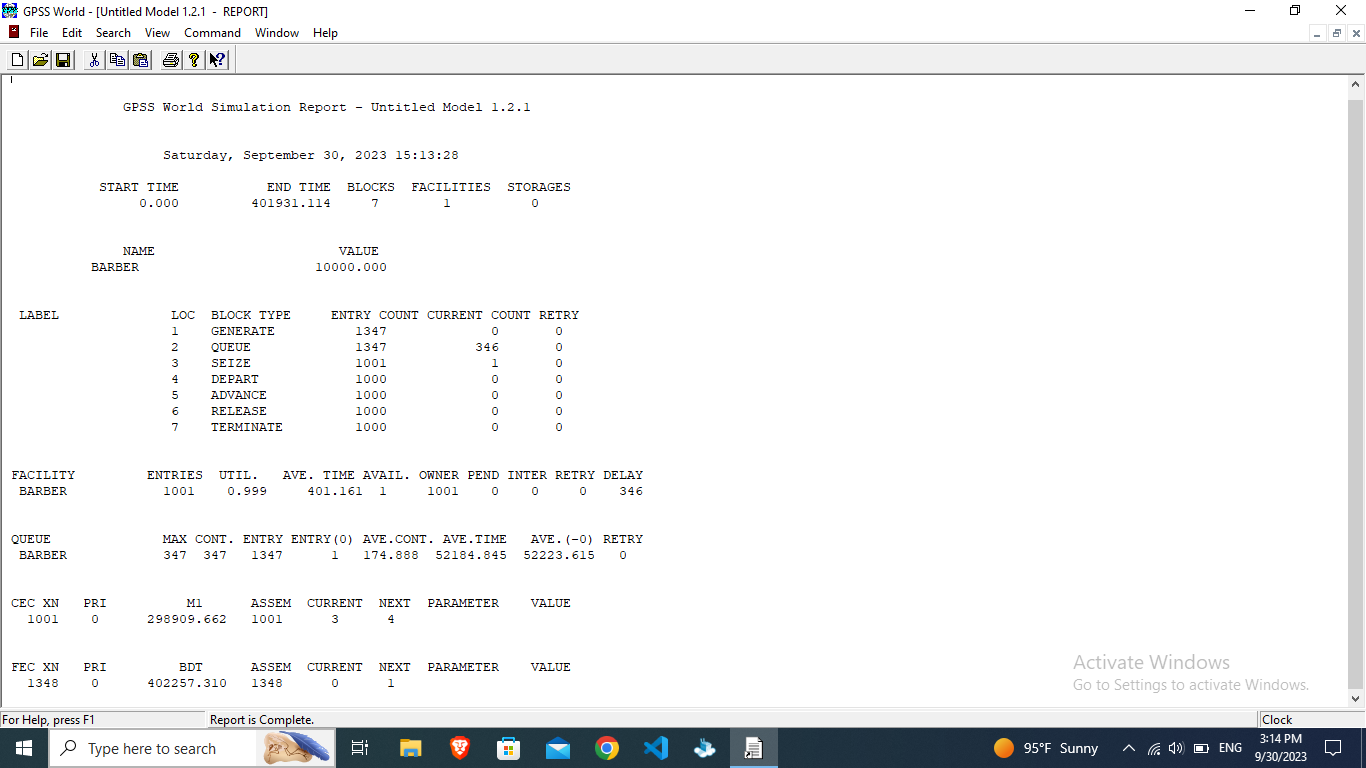 GPSS World - [Untitled Model 1.2.1 - REPORT]
File Edit Search View Command Window Help
GPSS World Simulation Report - Untitled Model 1.2.1
Saturday, September 30, 2023 15:13:28
START TIME END TIME BLOCKS FACILITIES STORAGES
0.000 401931.114 7 1 0
NAME VALUE
BARBER 10000.000
LABEL LOC BLOCK TYPE ENTRY COUNT CURRENT COUNT RETRY
1 GENERATE 1347 0 0
2 QUEUE 1347 346 0
3 SEIZE 1001 1 0
4 DEPART 1000 0 0
5 ADVANCE 1000 0 0
6 RELEASE 1000 0 0
7 TERMINATE 1000 0 0
FACILITY ENTRIES UTIL. AVE. TIME AVAIL. OWNER PEND INTER RETRY DELAY
BARBER 1001 0.999 401.161 1 1001 0 0 0 346
QUEUE MAX CONT. ENTRY ENTRY(0) AVE.CONT. AVE.TIME AVE.(-0) RETRY
BARBER 347 347 1347 1 174.888 52184.845 52223.615 0
CEC XN PRI M1 ASSEM CURRENT NEXT PARAMETER VALUE
1001 0 298909.662 1001 3 4
FEC XN PRI BDT ASSEM CURRENT NEXT PARAMETER VALUE
1348 0 402257.310 1348 0 1
Activate Windows
Go to Settings to activate Windows.
For Help, press F1 Report is Complete. Clock
Type here to search 95°F Sunny ENG 3:14 PM
9/30/2023